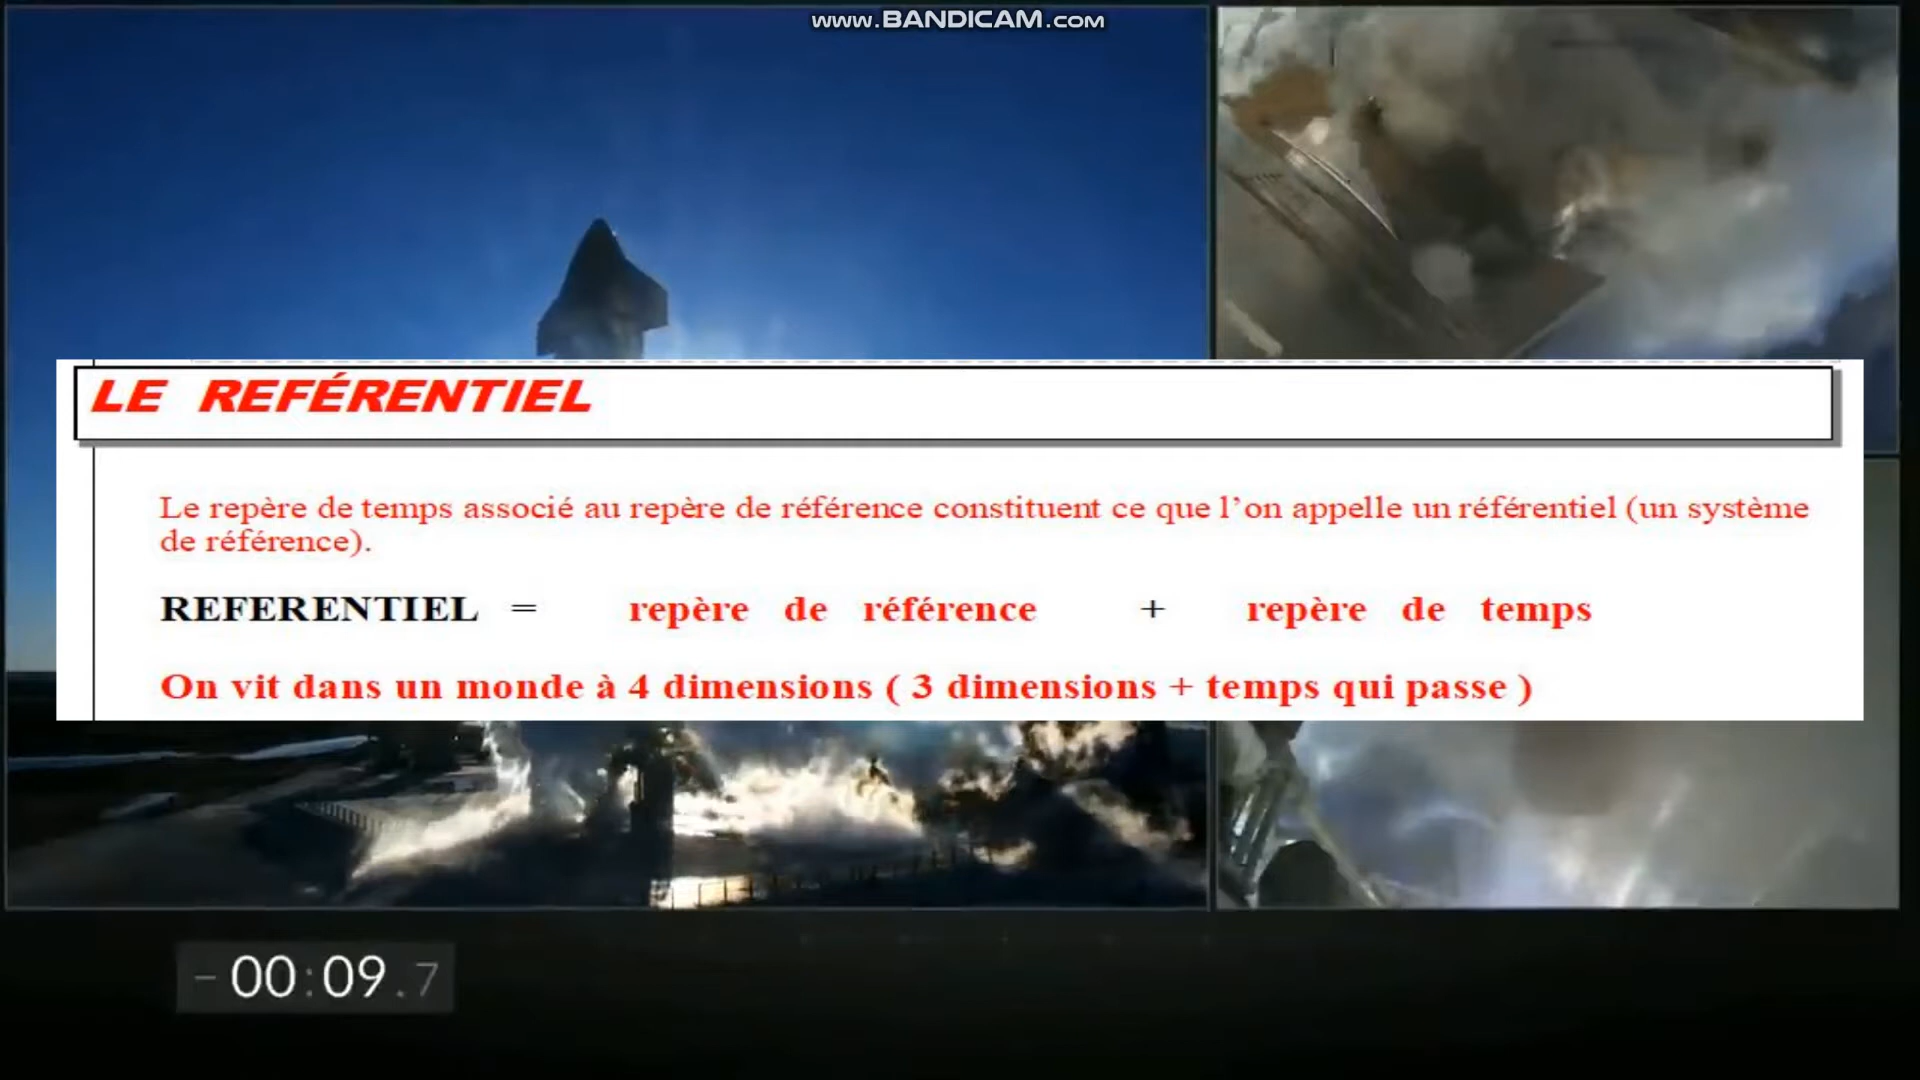 www.BANDICAM.com
LE REFÉRENTIEL
Le repère de temps associé au repère de référence constituent ce que l’on appelle un référentiel (un système
de référence).
REFERENTIEL = repère de référence + repère de temps
On vit dans un monde à 4 dimensions ( 3 dimensions + temps qui passe )
- 00:09.7